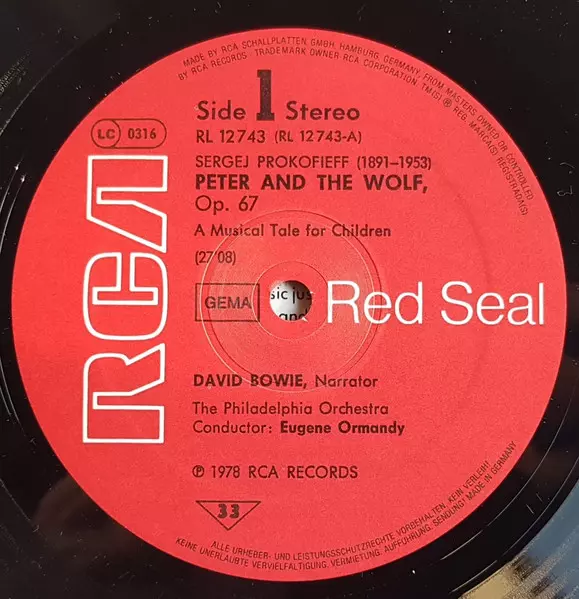 MADE BY RCA SCHALLPLATTEN GMBH, HAMBURG, GERMANY, FROM MASTERS OWNED OR CONTROLLED
BY RCA RECORDS · TRADEMARK OWNER RCA CORPORATION. TM(S) ® REG. MARCA(S) REGISTRADA(S)
Side 1 Stereo
RL 12743 (RL 12743-A)
LC 0316
SERGEJ PROKOFIEFF (1891–1953)
PETER AND THE WOLF,
Op. 67
A Musical Tale for Children
(27'08)
RCA
GEMA
sic jus
and
Red Seal
DAVID BOWIE, Narrator
The Philadelphia Orchestra
Conductor: Eugene Ormandy
℗ 1978 RCA RECORDS
33
ALLE URHEBER- UND LEISTUNGSSCHUTZRECHTE VORBEHALTEN. KEIN VERLEIH!
KEINE UNERLAUBTE VERVIELFÄLTIGUNG, VERMIETUNG, AUFFÜHRUNG, SENDUNG! MADE IN GERMANY